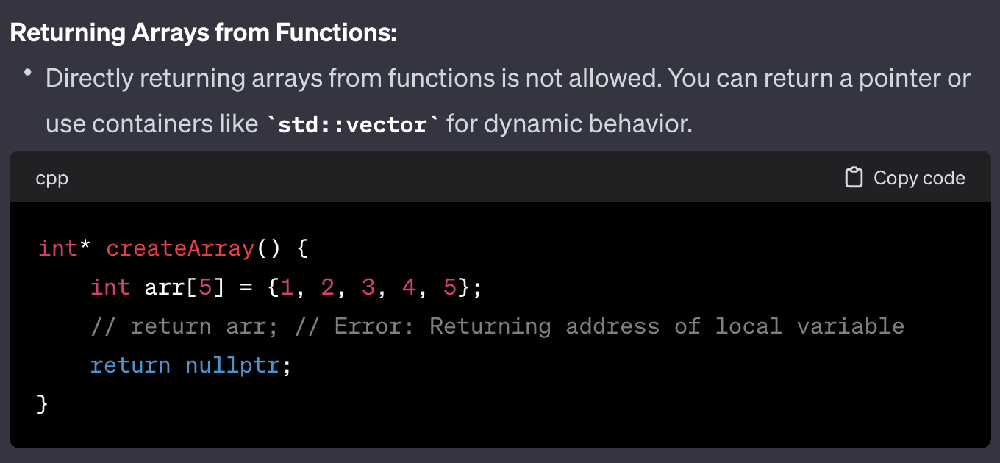 Returning Arrays from Functions:
• Directly returning arrays from functions is not allowed. You can return a pointer or
use containers like `std::vector` for dynamic behavior.
cpp
Copy code
int* createArray() {
    int arr[5] = {1, 2, 3, 4, 5};
    // return arr; // Error: Returning address of local variable
    return nullptr;
}